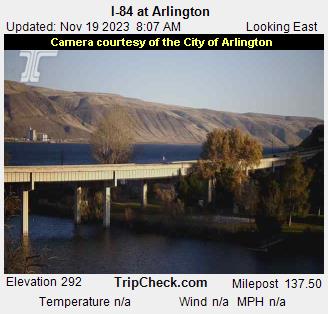 I-84 at Arlington
Updated: Nov 19 2023 8:07 AM Looking East
Camera courtesy of the City of Arlington
Elevation 292 TripCheck.com Milepost 137.50
Temperature n/a Wind n/a MPH n/a